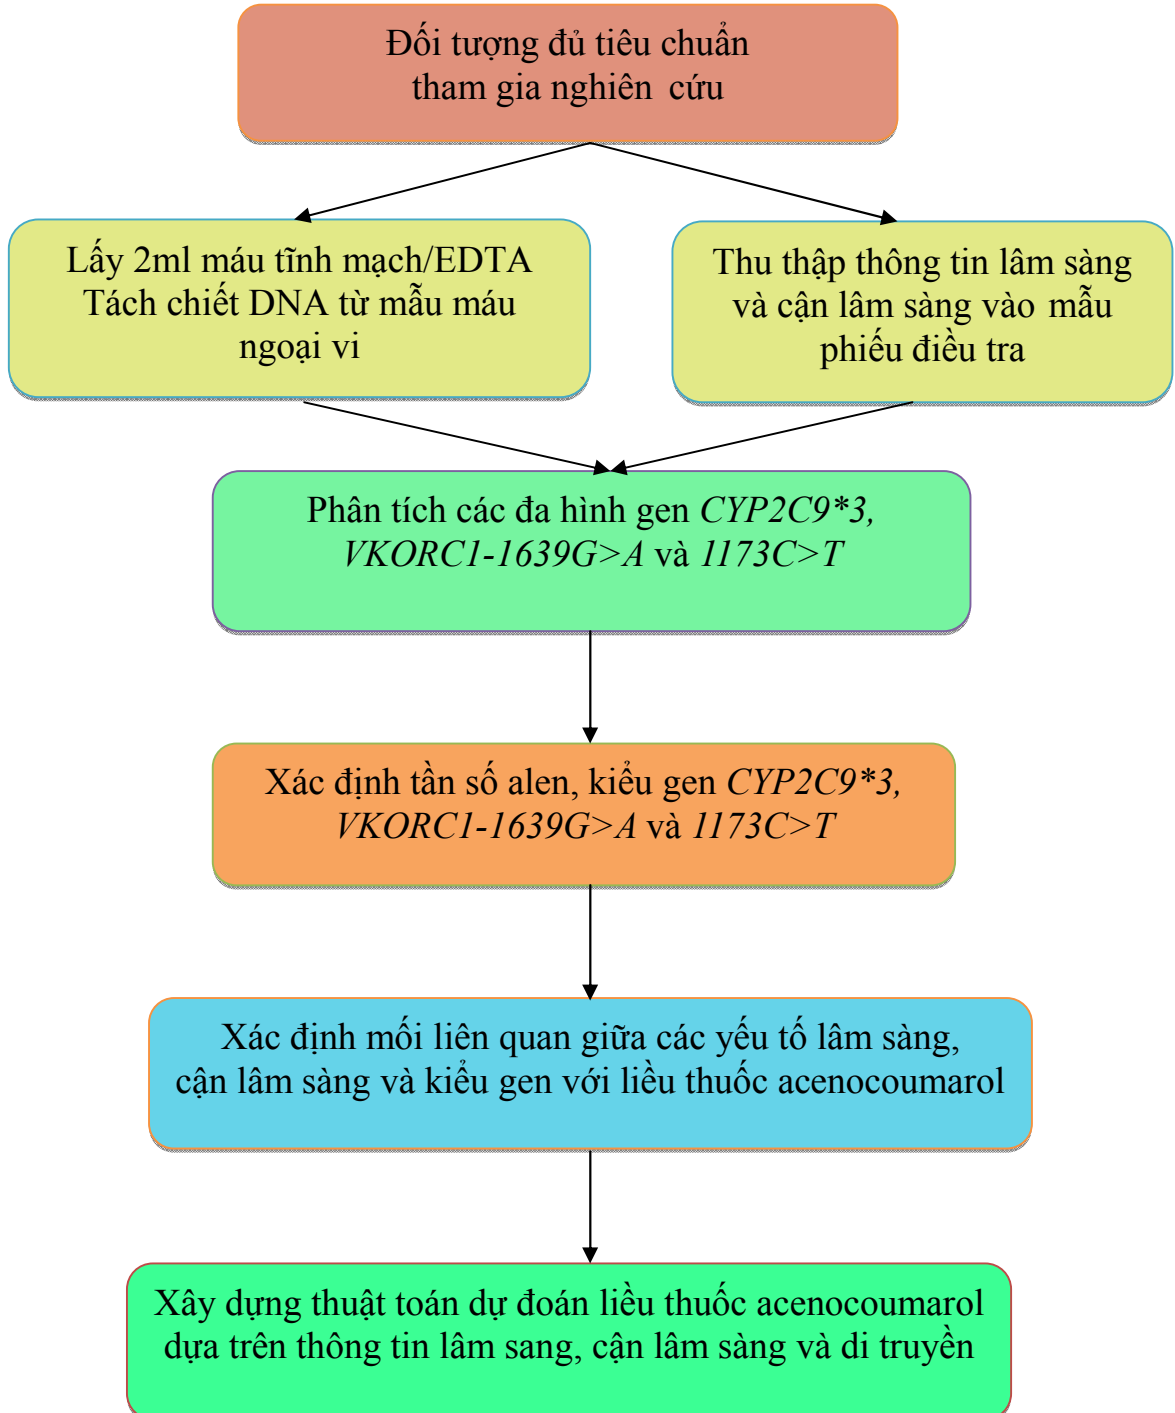 Đối tượng đủ tiêu chuẩn
tham gia nghiên cứu
Lấy 2ml máu tĩnh mạch/EDTA
Tách chiết DNA từ mẫu máu
ngoại vi
Thu thập thông tin lâm sàng
và cận lâm sàng vào mẫu
phiếu điều tra
Phân tích các đa hình gen CYP2C9*3,
VKORC1-1639G>A và 1173C>T
Xác định tần số alen, kiểu gen CYP2C9*3,
VKORC1-1639G>A và 1173C>T
Xác định mối liên quan giữa các yếu tố lâm sàng,
cận lâm sàng và kiểu gen với liều thuốc acenocoumarol
Xây dựng thuật toán dự đoán liều thuốc acenocoumarol
dựa trên thông tin lâm sang, cận lâm sàng và di truyền